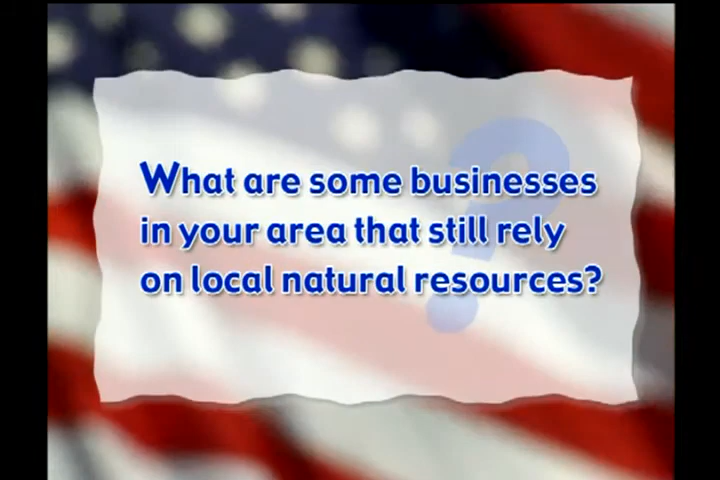 What are some businesses
in your area that still rely
on local natural resources?